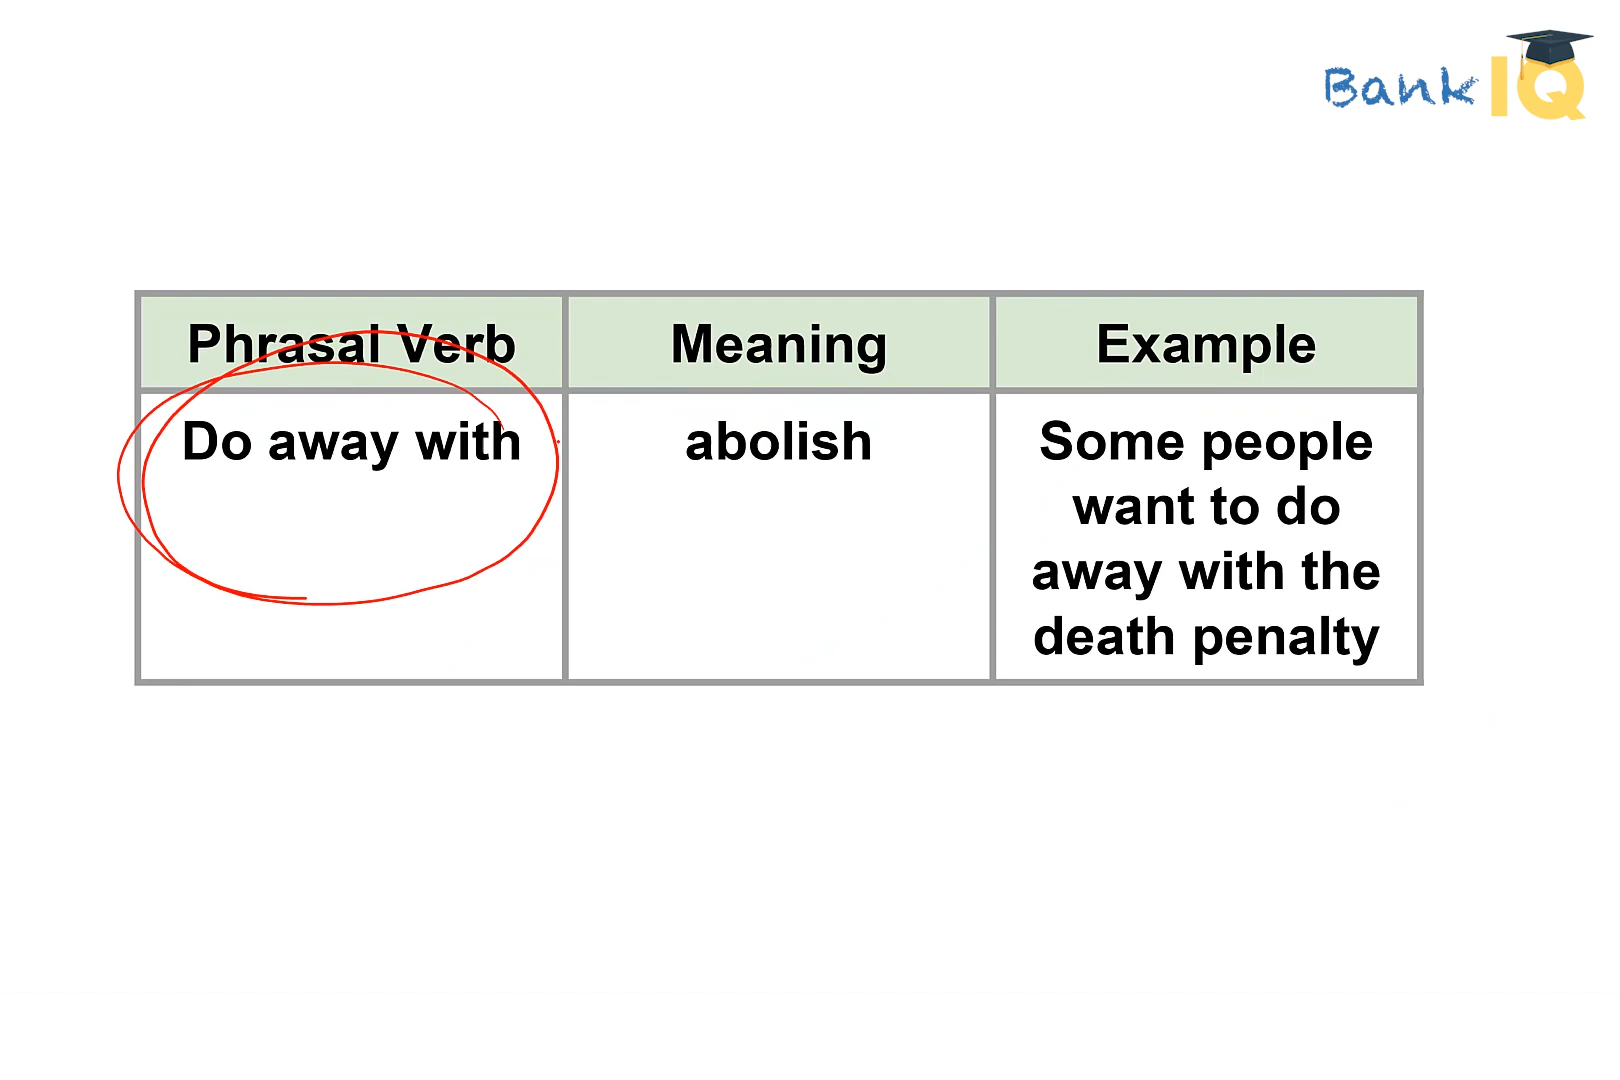 Bank IQ
Phrasal Verb Meaning Example
Do away with abolish Some people
want to do
away with the
death penalty